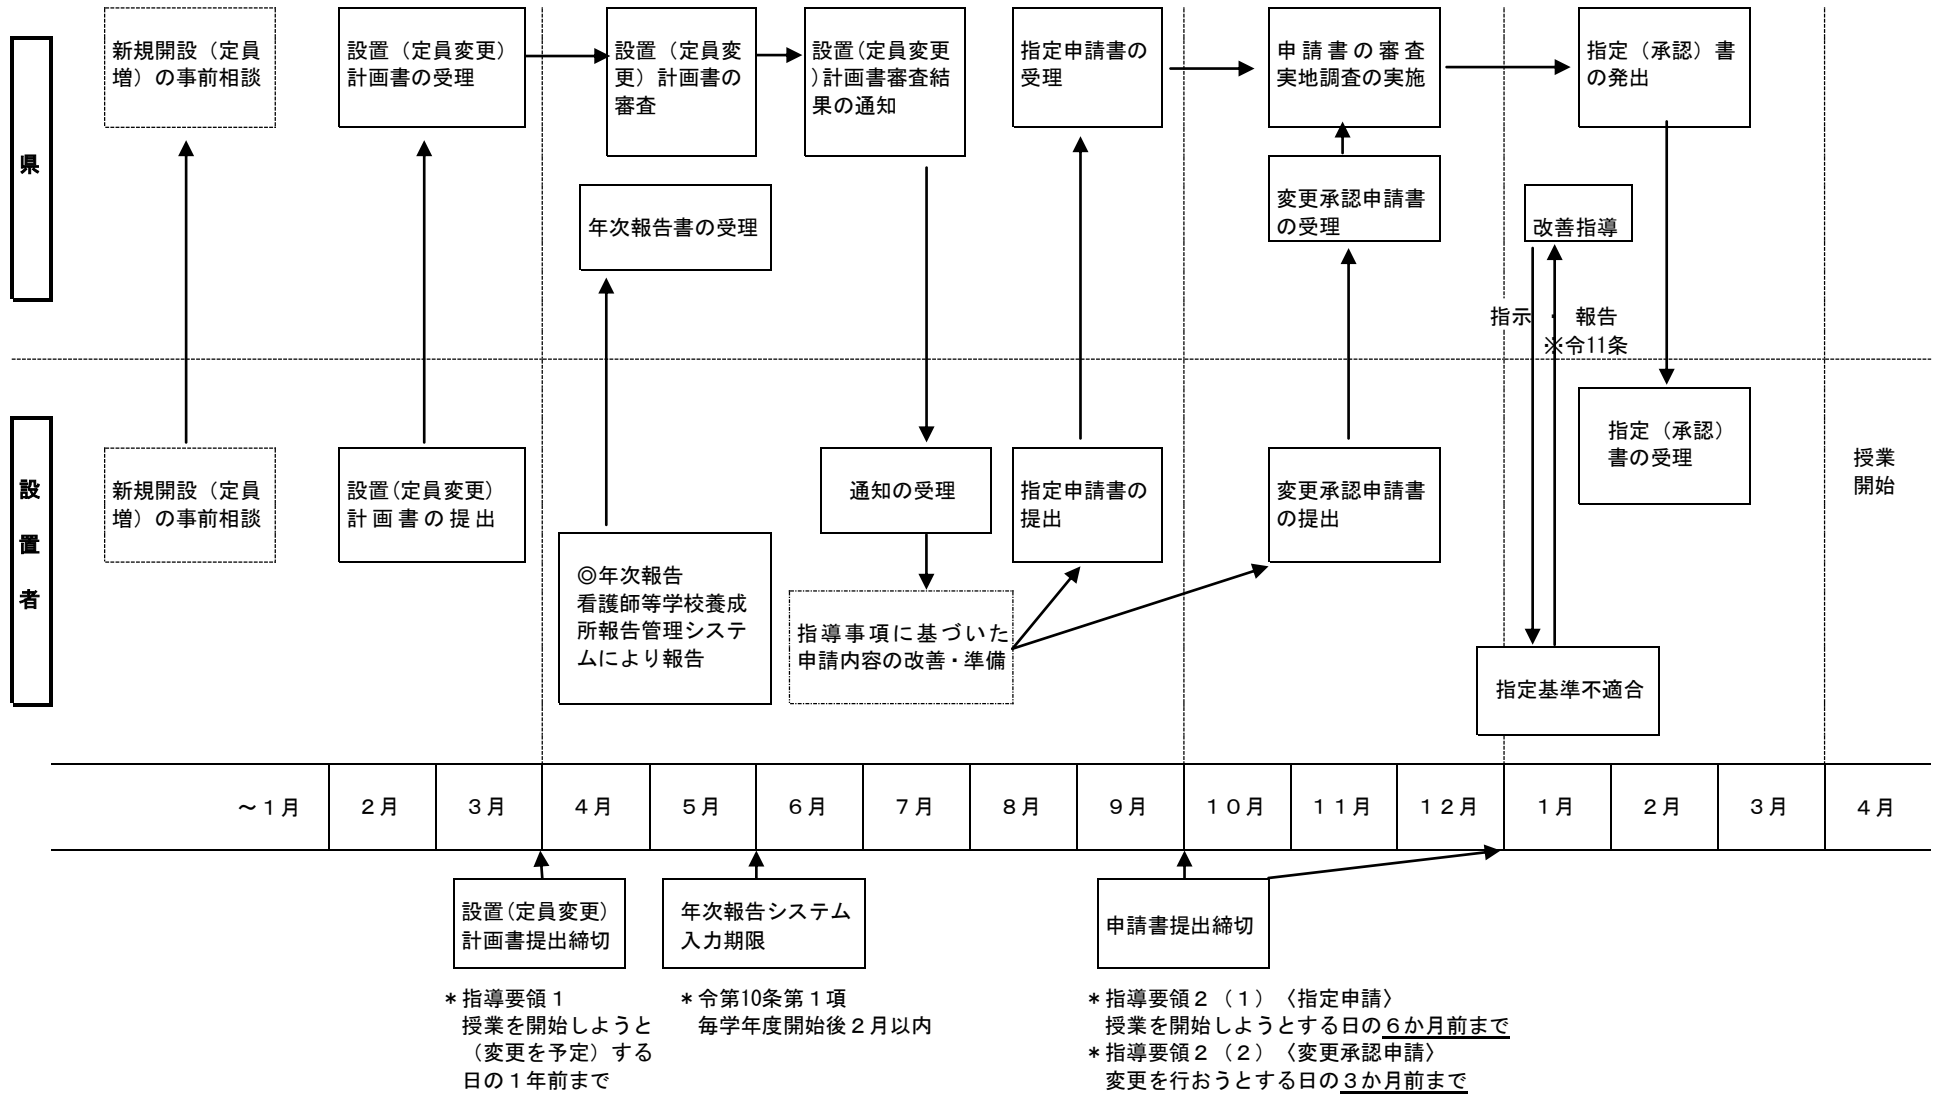 県
新規開設（定員
増）の事前相談
設置（定員変更）
計画書の受理
設置（定員変
更）計画書の
審査
設置(定員変更
)計画書審査結
果の通知
指定申請書の
受理
申請書の審査
実地調査の実施
指定（承認）書
の発出
年次報告書の受理
変更承認申請書
の受理
改善指導
指示 ・ 報告
※令11条
設置者
新規開設（定員
増）の事前相談
設置(定員変更)
計画書の提出
◎年次報告
看護師等学校養成
所報告管理システ
ムにより報告
通知の受理
指導事項に基づいた
申請内容の改善・準備
指定申請書の
提出
変更承認申請書
の提出
指定（承認）
書の受理
指定基準不適合
授業
開始
～１月 ２月 ３月 ４月 ５月 ６月 ７月 ８月 ９月 １０月 １１月 １２月 １月 ２月 ３月 ４月
設置(定員変更)
計画書提出締切
年次報告システム
入力期限
申請書提出締切
＊指導要領１
授業を開始しようと
（変更を予定）する
日の１年前まで
＊令第10条第１項
毎学年度開始後２月以内
＊指導要領２（１）〈指定申請〉
授業を開始しようとする日の６か月前まで
＊指導要領２（２）〈変更承認申請〉
変更を行おうとする日の３か月前まで